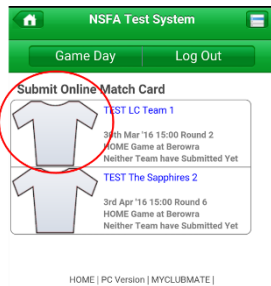 NSFA Test System
Game Day Log Out
Submit Online Match Card
TEST LC Team 1
30th Mar '16 15:00 Round 2
HOME Game at Berowra
Neither Team have Submitted Yet
TEST The Sapphires 2
3rd Apr '16 15:00 Round 6
HOME Game at Berowra
Neither Team have Submitted Yet
HOME | PC Version | MYCLUBMATE |